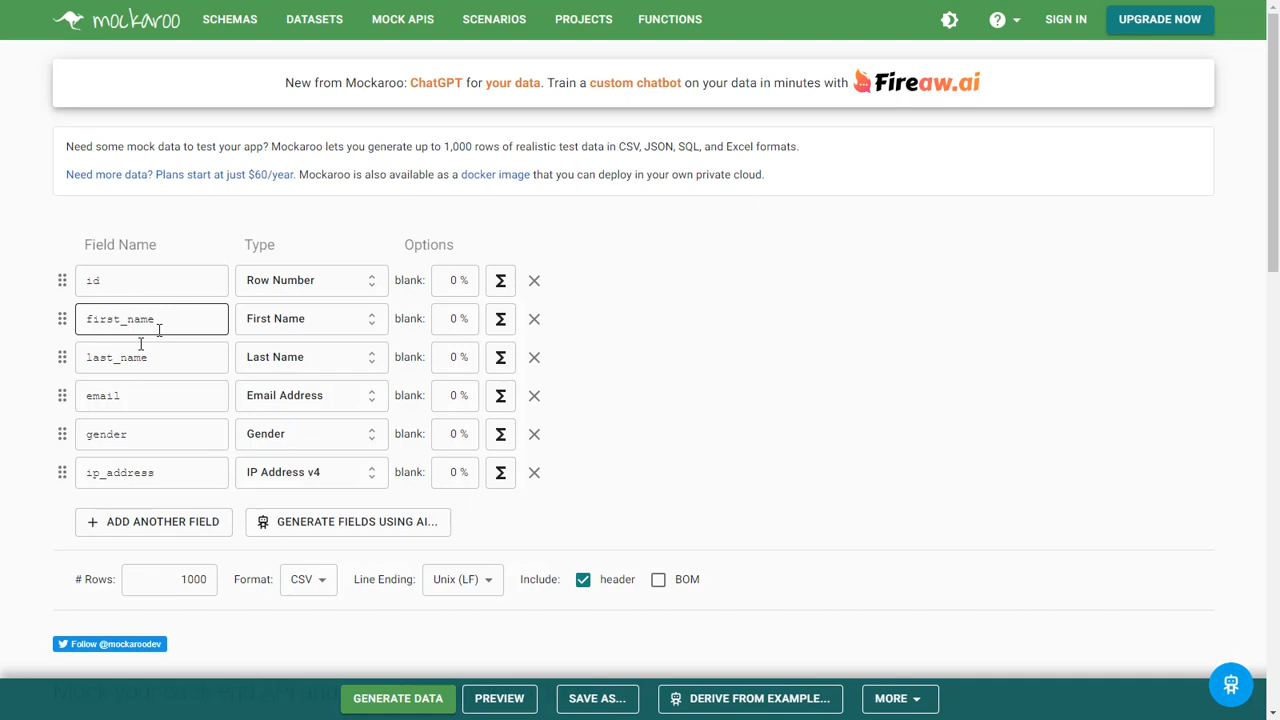 mockaroo SCHEMAS DATASETS MOCK APIS SCENARIOS PROJECTS FUNCTIONS SIGN IN UPGRADE NOW
New from Mockaroo: ChatGPT for your data. Train a custom chatbot on your data in minutes with Fireaw.ai
Need some mock data to test your app? Mockaroo lets you generate up to 1,000 rows of realistic test data in CSV, JSON, SQL, and Excel formats.
Need more data? Plans start at just $60/year. Mockaroo is also available as a docker image that you can deploy in your own private cloud.
Field Name Type Options
id Row Number blank: 0 % Σ
first_name First Name blank: 0 % Σ
last_name Last Name blank: 0 % Σ
email Email Address blank: 0 % Σ
gender Gender blank: 0 % Σ
ip_address IP Address v4 blank: 0 % Σ
+ ADD ANOTHER FIELD GENERATE FIELDS USING AI...
# Rows: 1000 Format: CSV Line Ending: Unix (LF) Include: header BOM
Follow @mockaroodev
GENERATE DATA PREVIEW SAVE AS... DERIVE FROM EXAMPLE... MORE